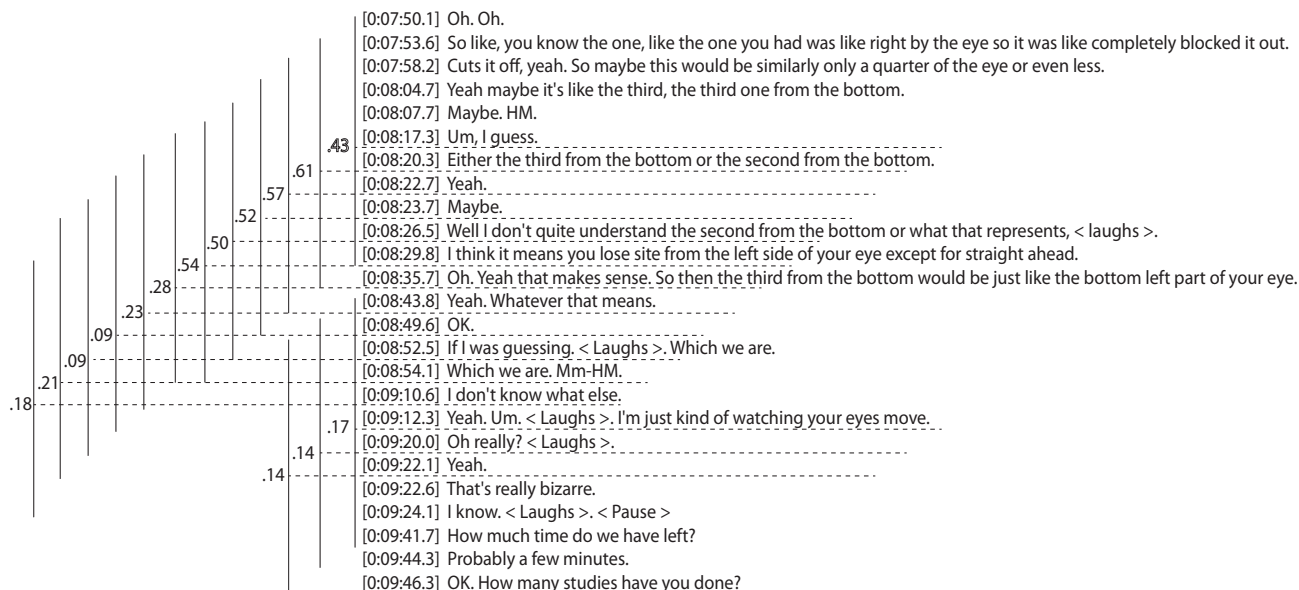 [0:07:50.1] Oh. Oh.
[0:07:53.6] So like, you know the one, like the one you had was like right by the eye so it was like completely blocked it out.
[0:07:58.2] Cuts it off, yeah. So maybe this would be similarly only a quarter of the eye or even less.
[0:08:04.7] Yeah maybe it's like the third, the third one from the bottom.
[0:08:07.7] Maybe. HM.
[0:08:17.3] Um, I guess.
.43
[0:08:20.3] Either the third from the bottom or the second from the bottom.
.61
[0:08:22.7] Yeah.
.57
[0:08:23.7] Maybe.
.52
[0:08:26.5] Well I don't quite understand the second from the bottom or what that represents, < laughs >.
.50
[0:08:29.8] I think it means you lose site from the left side of your eye except for straight ahead.
.54
[0:08:35.7] Oh. Yeah that makes sense. So then the third from the bottom would be just like the bottom left part of your eye.
.28
[0:08:43.8] Yeah. Whatever that means.
.23
[0:08:49.6] OK.
.09
[0:08:52.5] If I was guessing. < Laughs >. Which we are.
.09
[0:08:54.1] Which we are. Mm-HM.
.21
[0:09:10.6] I don't know what else.
.18
[0:09:12.3] Yeah. Um. < Laughs >. I'm just kind of watching your eyes move.
.17
[0:09:20.0] Oh really? < Laughs >.
.14
[0:09:22.1] Yeah.
.14
[0:09:22.6] That's really bizarre.
[0:09:24.1] I know. < Laughs >. < Pause >
[0:09:41.7] How much time do we have left?
[0:09:44.3] Probably a few minutes.
[0:09:46.3] OK. How many studies have you done?